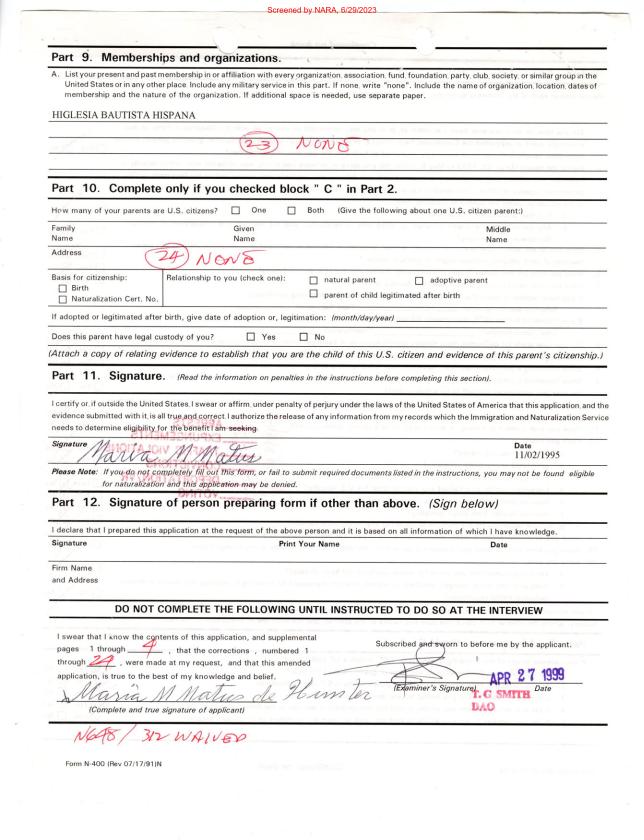 Screened by NARA, 6/29/2023
Part 9. Memberships and organizations.
A. List your present and past membership in or affiliation with every organization, association, fund, foundation, party, club, society, or similar group in the
United States or in any other place. Include any military service in this part. If none, write "none". Include the name of organization, location, dates of
membership and the nature of the organization. If additional space is needed, use separate paper.
HIGLESIA BAUTISTA HISPANA
23 NONE
Part 10. Complete only if you checked block " C " in Part 2.
How many of your parents are U.S. citizens? One Both (Give the following about one U.S. citizen parent:)
Family Given Middle
Name Name Name
Address
24 NONE
Basis for citizenship: Relationship to you (check one): natural parent adoptive parent
Birth parent of child legitimated after birth
Naturalization Cert. No.
If adopted or legitimated after birth, give date of adoption or, legitimation: (month/day/year)
Does this parent have legal custody of you? Yes No
(Attach a copy of relating evidence to establish that you are the child of this U.S. citizen and evidence of this parent's citizenship.)
Part 11. Signature. (Read the information on penalties in the instructions before completing this section).
I certify or, if outside the United States, I swear or affirm, under penalty of perjury under the laws of the United States of America that this application, and the
evidence submitted with it, is all true and correct. I authorize the release of any information from my records which the Immigration and Naturalization Service
needs to determine eligibility for the benefit I am seeking.
Signature Date
Maria M Matus 11/02/1995
Please Note: If you do not completely fill out this form, or fail to submit required documents listed in the instructions, you may not be found eligible
for naturalization and this application may be denied.
Part 12. Signature of person preparing form if other than above. (Sign below)
I declare that I prepared this application at the request of the above person and it is based on all information of which I have knowledge.
Signature Print Your Name Date
Firm Name
and Address
DO NOT COMPLETE THE FOLLOWING UNTIL INSTRUCTED TO DO SO AT THE INTERVIEW
I swear that I know the contents of this application, and supplemental
pages 1 through 4, that the corrections, numbered 1
through 24, were made at my request, and that this amended
application, is true to the best of my knowledge and belief.
Maria M Matus de
(Complete and true signature of applicant)
Subscribed and sworn to before me by the applicant.
APR 27 1999
(Examiner's Signature) Date
T. G SMITH
DAO
N648/ 312 WAIVED
Form N-400 (Rev 07/17/91)N